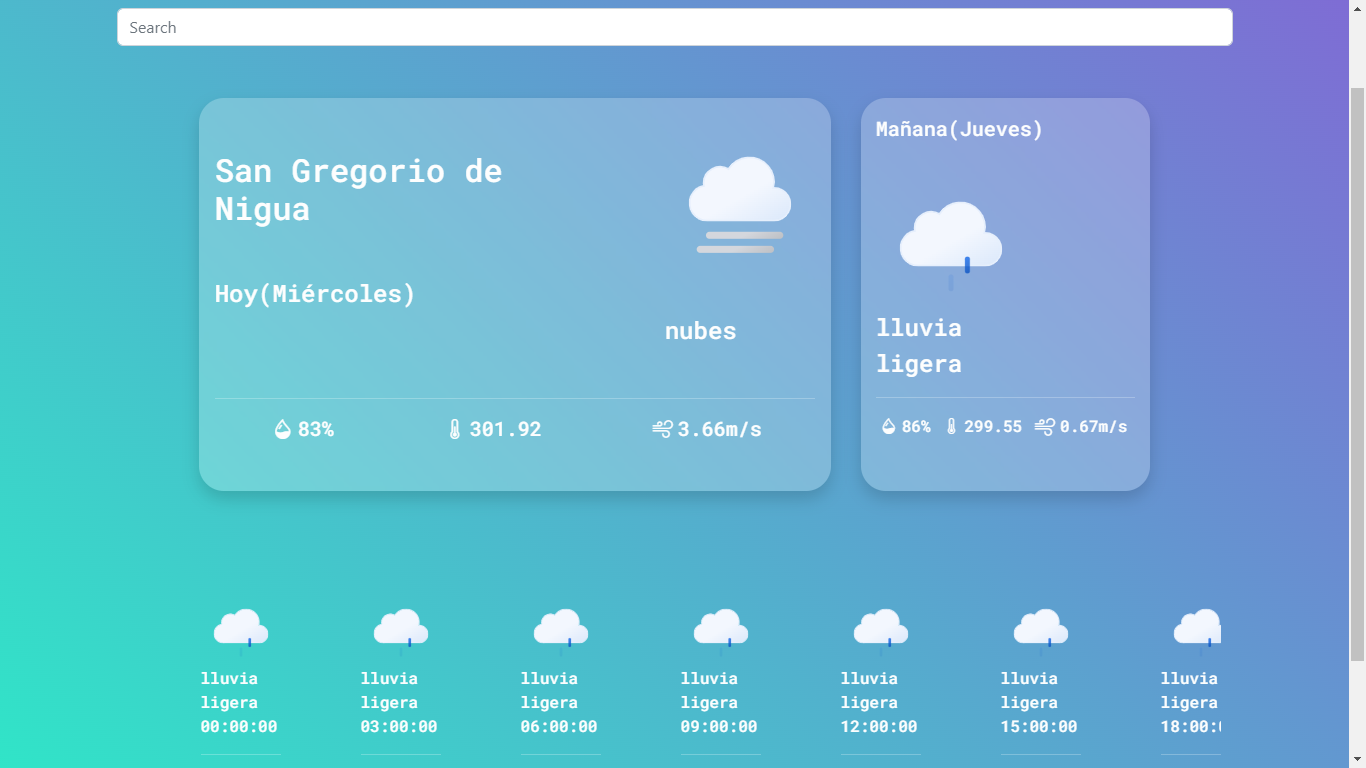 Search
San Gregorio de
Nigua
Hoy(Miércoles)
nubes
83% 301.92 3.66m/s
Mañana(Jueves)
lluvia
ligera
86% 299.55 0.67m/s
lluvia lluvia lluvia lluvia lluvia lluvia lluvia
ligera ligera ligera ligera ligera ligera ligera
00:00:00 03:00:00 06:00:00 09:00:00 12:00:00 15:00:00 18:00: